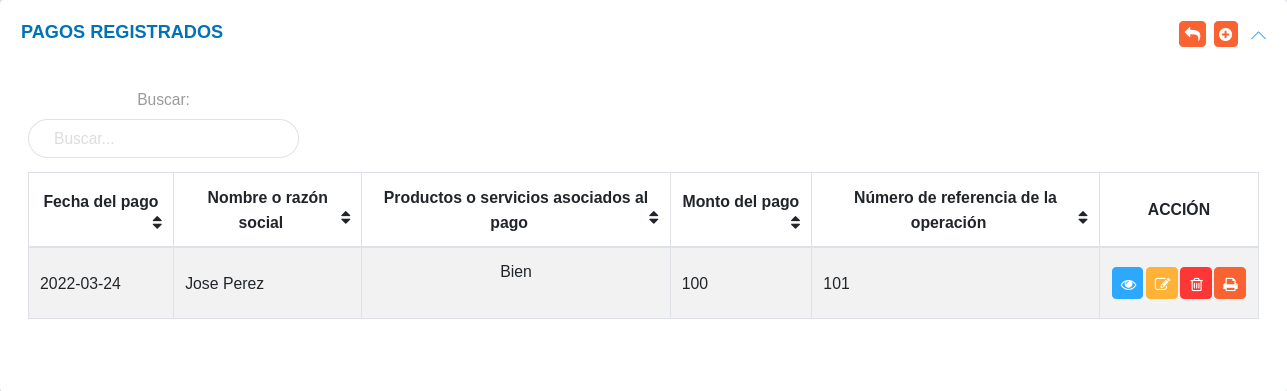 PAGOS REGISTRADOS
Buscar:
Buscar...
Fecha del pago
Nombre o razón
social
Productos o servicios asociados al
pago
Monto del pago
Número de referencia de la
operación
ACCIÓN
2022-03-24
Jose Perez
Bien
100
101